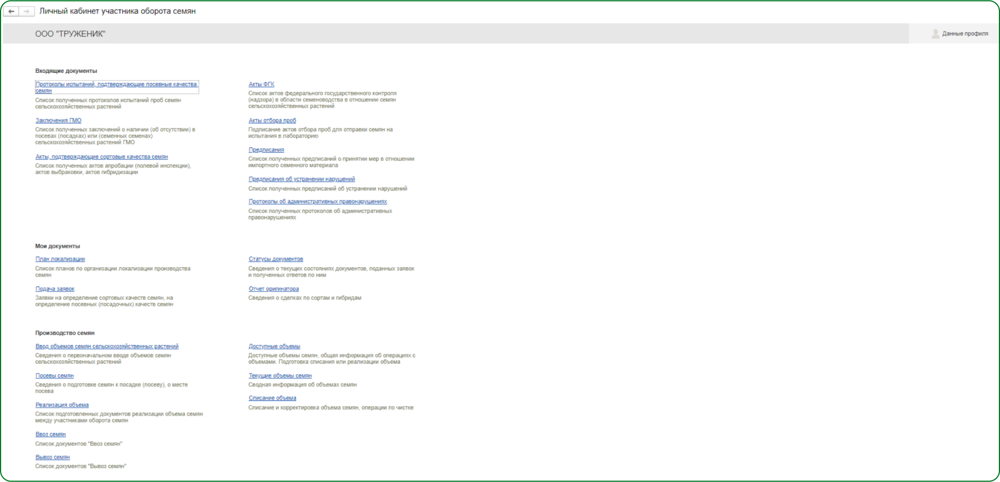 Личный кабинет участника оборота семян
ООО "ТРУЖЕНИК"
Данные профиля
Входящие документы
Протоколы испытаний, подтверждающие посевные качества
семян
Список полученных протоколов испытаний проб семян
сельскохозяйственных растений
Заключения ГМО
Список полученных заключений о наличии (об отсутствии) в
посевах (посадках) или (семенных семенах)
сельскохозяйственных растений ГМО
Акты, подтверждающие сортовые качества семян
Список полученных актов апробации (полевой инспекции),
актов выбраковки, актов гибридизации
Акты ФГК
Список актов федерального государственного контроля
(надзора) в области семеноводства в отношении семян
сельскохозяйственных растений
Акты отбора проб
Подписание актов отбора проб для отправки семян на
испытания в лабораторию
Предписания
Список полученных предписаний о принятии мер в отношении
импортного семенного материала
Предписания об устранении нарушений
Список полученных предписаний об устранении нарушений
Протоколы об административных правонарушениях
Список полученных протоколов об административных
правонарушениях
Мои документы
План локализации
Список планов по организации локализации производства
семян
Подача заявок
Заявки на определение сортовых качеств семян, на
определение посевных (посадочных) качеств семян
Статусы документов
Сведения о текущих состояниях документов, поданных заявок
и полученных ответов по ним
Отчет оригинатора
Сведения о сделках по сортам и гибридам
Производство семян
Ввод объемов семян сельскохозяйственных растений
Сведения о первоначальном вводе объемов семян
сельскохозяйственных растений
Посевы семян
Сведения о подготовке семян к посадке (посеву), о месте
посева
Реализация объема
Список подготовленных документов реализации объема семян
между участниками оборота семян
Ввоз семян
Список документов "Ввоз семян"
Вывоз семян
Список документов "Вывоз семян"
Доступные объемы
Доступные объемы семян, общая информация об операциях с
объемами. Подготовка списания или реализации объема
Текущие объемы семян
Сводная информация об объемах семян
Списание объема
Списание и корректировка объема семян, операции по чистке